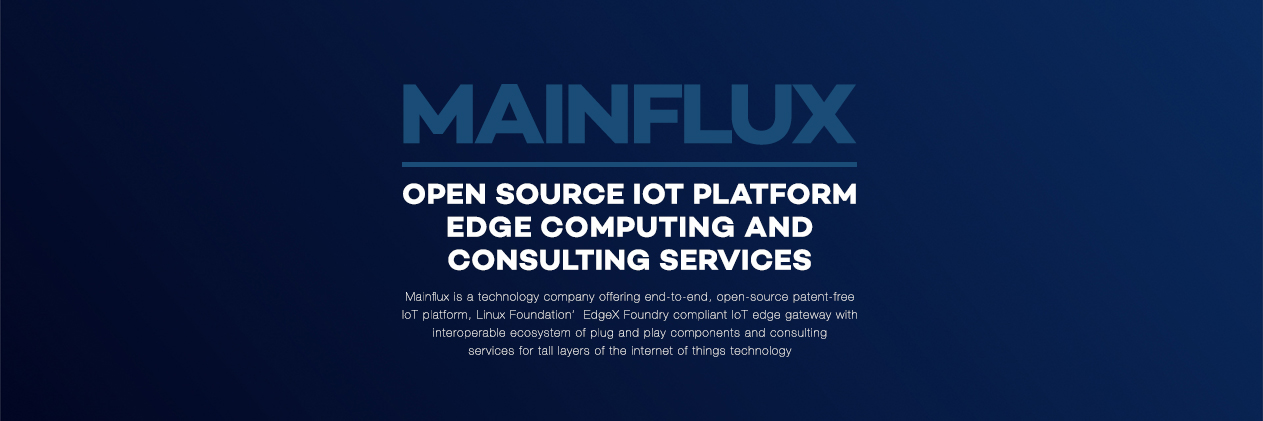 MAINFLUX
OPEN SOURCE IOT PLATFORM
EDGE COMPUTING AND
CONSULTING SERVICES
Mainflux is a technology company offering end-to-end, open-source patent-free
IoT platform, Linux Foundation' EdgeX Foundry compliant IoT edge gateway with
interoperable ecosystem of plug and play components and consulting
services for tall layers of the internet of things technology